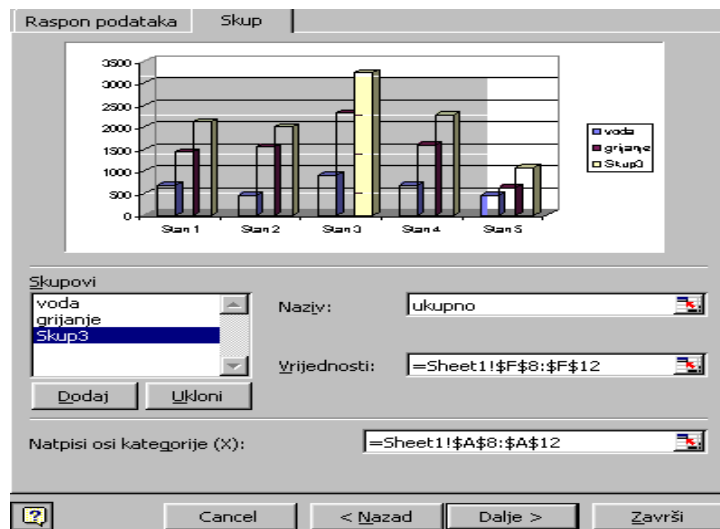 Raspon podataka Skup
3500
3000
2500
2000
1500
1000
500
0
Stan 1 Stan 2 Stan 3 Stan 4 Stan 5
voda
grijanje
Skup3
Skupovi
voda
grijanje
Skup3
Naziv: ukupno
Vrijednosti: =Sheet1!$F$8:$F$12
Dodaj Ukloni
Natpisi osi kategorije (X): =Sheet1!$A$8:$A$12
? Cancel < Nazad Dalje > Završi